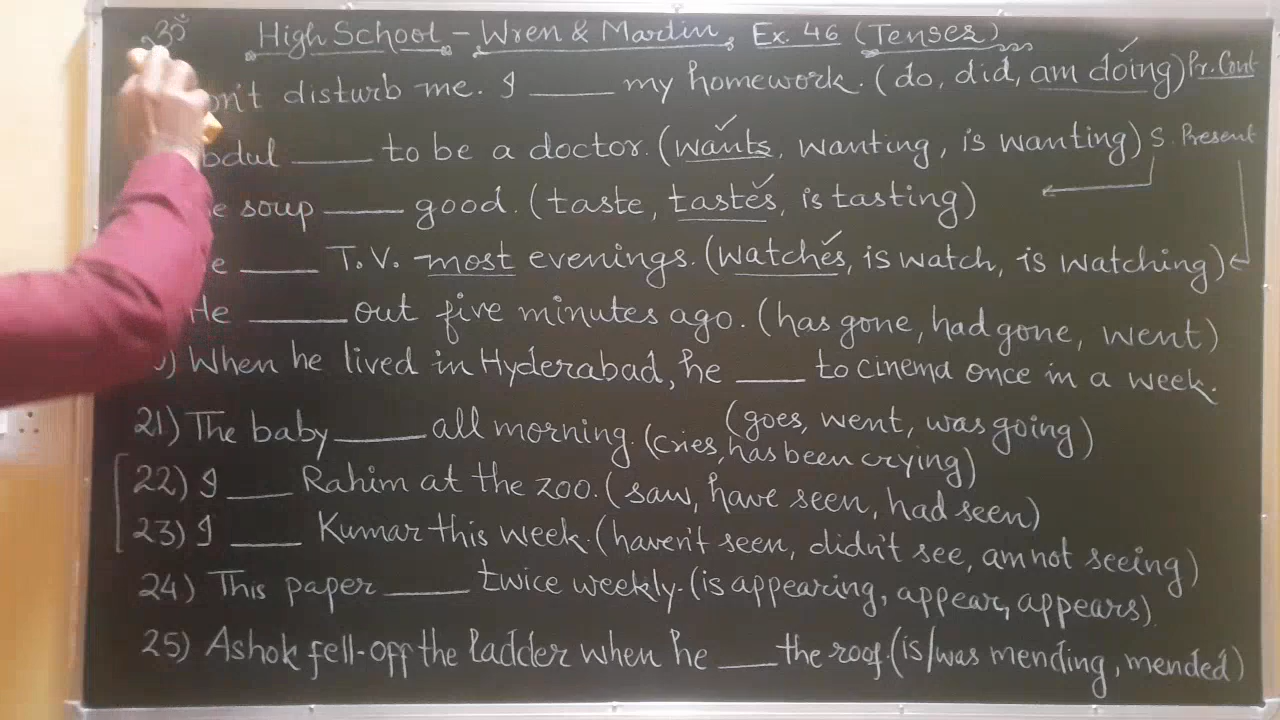 ॐ
High School - Wren & Martin, Ex. 46 (Tenses)
on't disturb me. I ____ my homework. (do, did, am doing) Pr. Cont
bdul ____ to be a doctor. (wants, wanting, is wanting) S. Present
e soup ____ good. (taste, tastes, is tasting)
e ____ T.V. most evenings. (watches, is watch, is watching)
He ____ out five minutes ago. (has gone, had gone, went)
) When he lived in Hyderabad, he ____ to cinema once in a week.
(goes, went, was going)
21) The baby ____ all morning. (cries, has been crying)
22) I ____ Rahim at the zoo. (saw, have seen, had seen)
23) I ____ Kumar this week. (haven't seen, didn't see, am not seeing)
24) This paper ____ twice weekly. (is appearing, appear, appears).
25) Ashok fell-off the ladder when he ____ the roof. (is/was mending, mended)